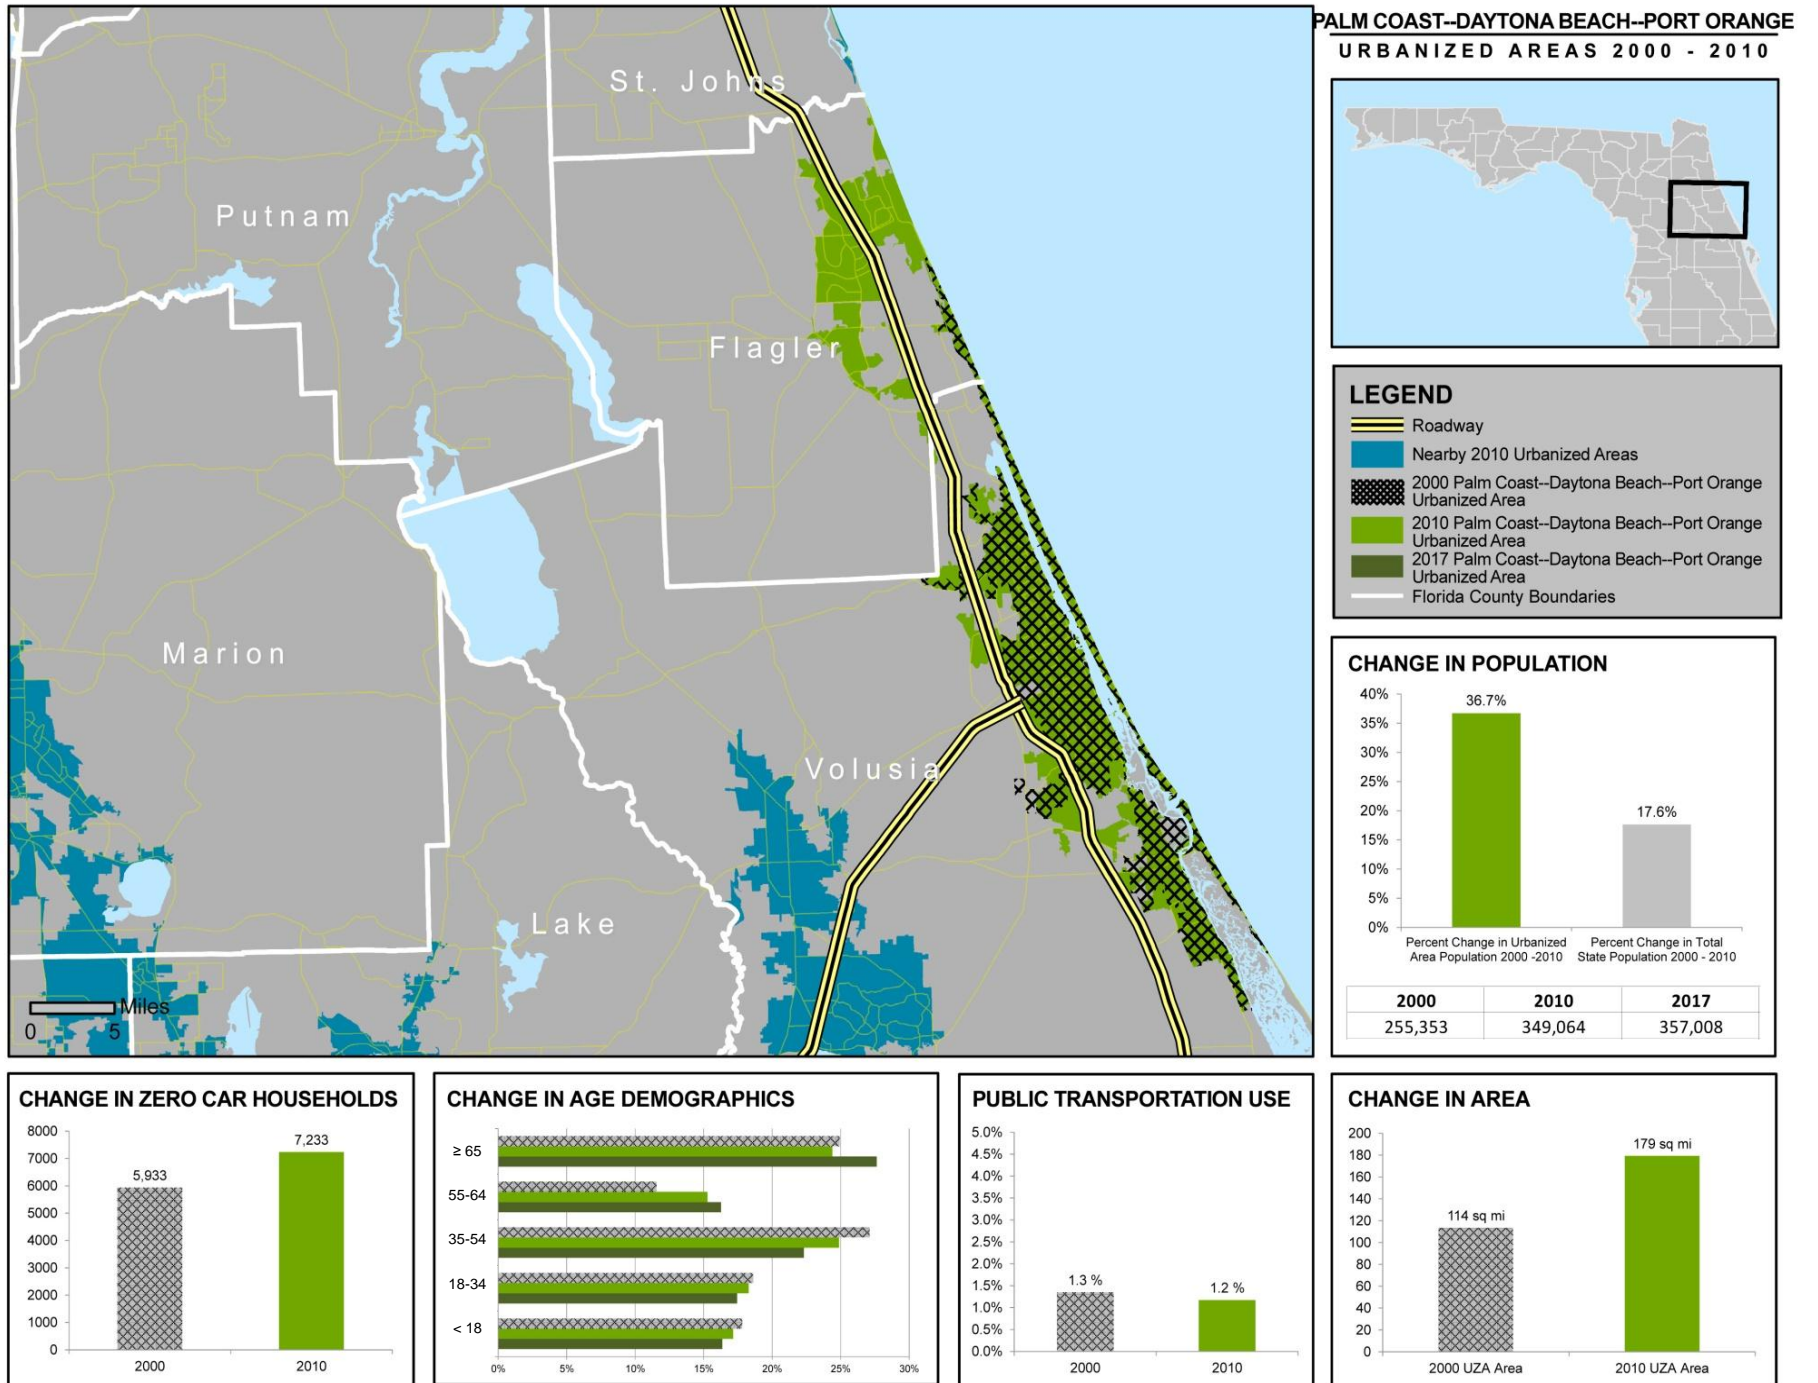 PALM COAST--DAYTONA BEACH--PORT ORANGE
URBANIZED AREAS 2000 - 2010
St. Johns
Putnam
Flagler
Marion
Volusia
Lake
Miles
0 5
LEGEND
Roadway
Nearby 2010 Urbanized Areas
2000 Palm Coast--Daytona Beach--Port Orange
Urbanized Area
2010 Palm Coast--Daytona Beach--Port Orange
Urbanized Area
2017 Palm Coast--Daytona Beach--Port Orange
Urbanized Area
Florida County Boundaries
CHANGE IN POPULATION
40%
35%
30%
25%
20%
15%
10%
5%
0%
36.7%
17.6%
Percent Change in Urbanized
Area Population 2000 -2010
Percent Change in Total
State Population 2000 - 2010
2000 2010 2017
255,353 349,064 357,008
CHANGE IN ZERO CAR HOUSEHOLDS
8000
7000
6000
5000
4000
3000
2000
1000
0
5,933
7,233
2000 2010
CHANGE IN AGE DEMOGRAPHICS
≥ 65
55-64
35-54
18-34
< 18
0% 5% 10% 15% 20% 25% 30%
PUBLIC TRANSPORTATION USE
5.0%
4.5%
4.0%
3.5%
3.0%
2.5%
2.0%
1.5%
1.0%
0.5%
0.0%
1.3 %
1.2 %
2000 2010
CHANGE IN AREA
200
180
160
140
120
100
80
60
40
20
0
114 sq mi
179 sq mi
2000 UZA Area 2010 UZA Area